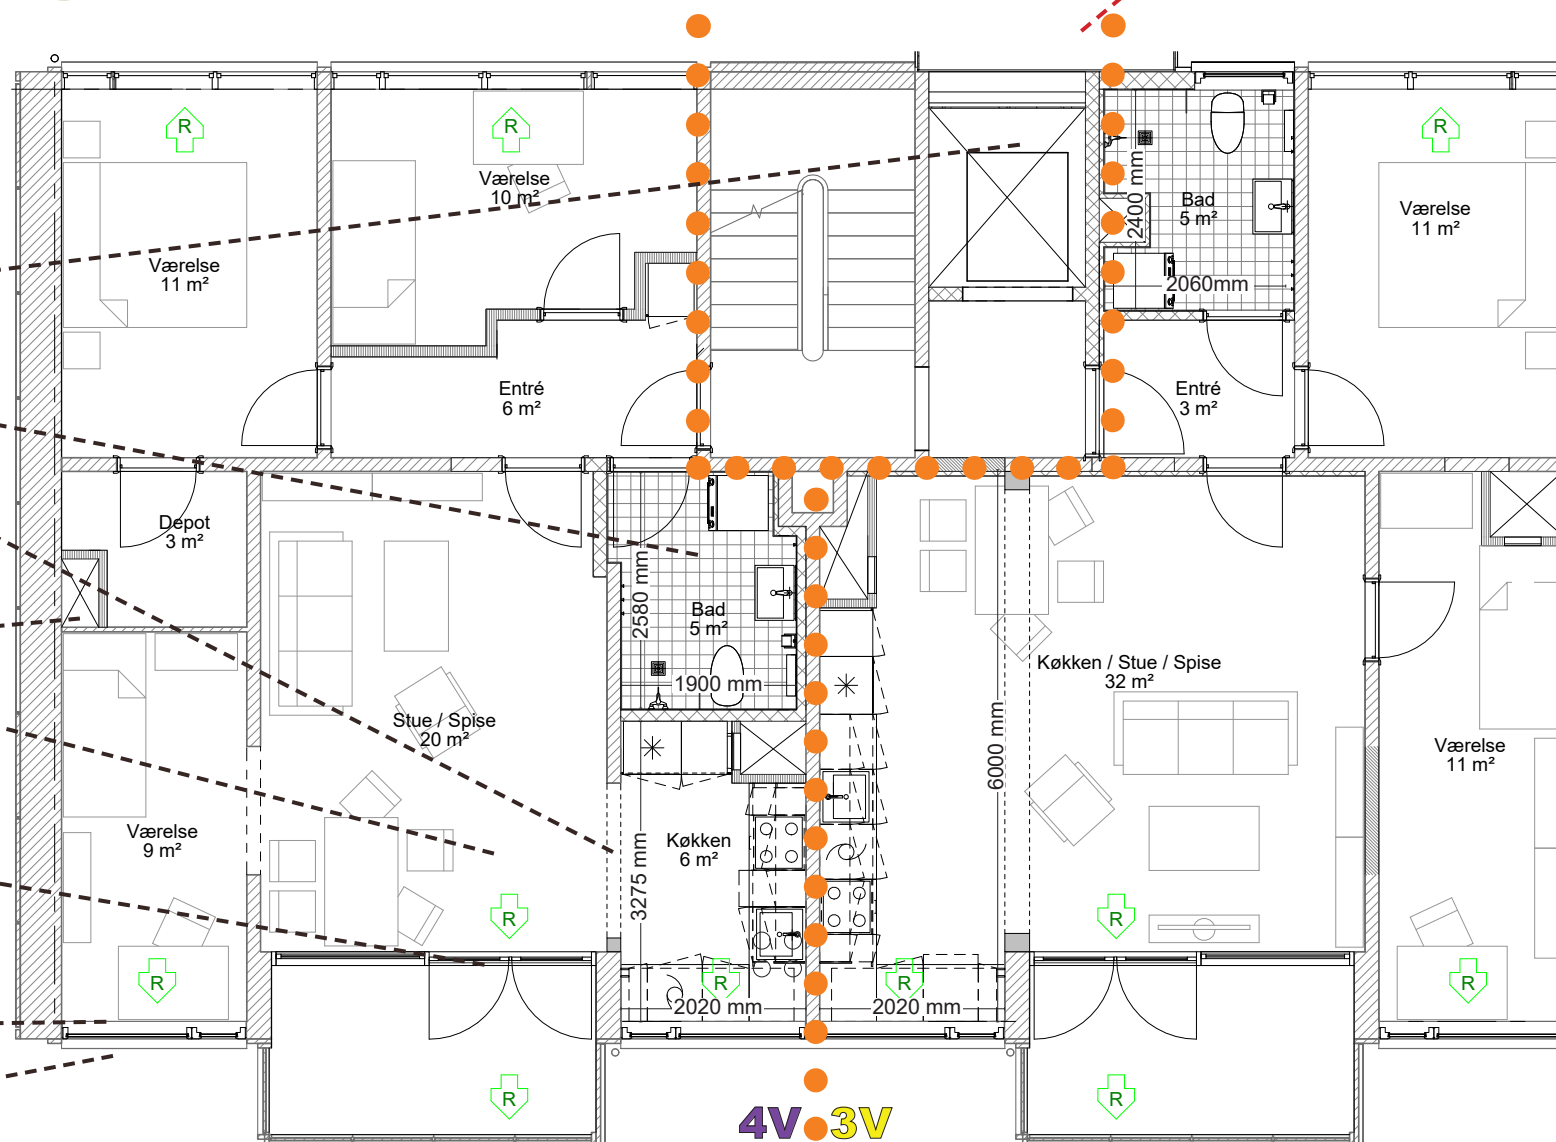 R
R
R
Værelse
10 m²
Værelse
11 m²
2400 mm
Bad
5 m²
2060mm
Værelse
11 m²
Entré
6 m²
Entré
3 m²
Depot
3 m²
2580 mm
Bad
5 m²
1900 mm
Køkken / Stue / Spise
32 m²
Stue / Spise
20 m²
6000 mm
Værelse
11 m²
Værelse
9 m²
Køkken
6 m²
3275 mm
R
R
R
R
R
R
2020 mm
2020 mm
R
R
4V
3V